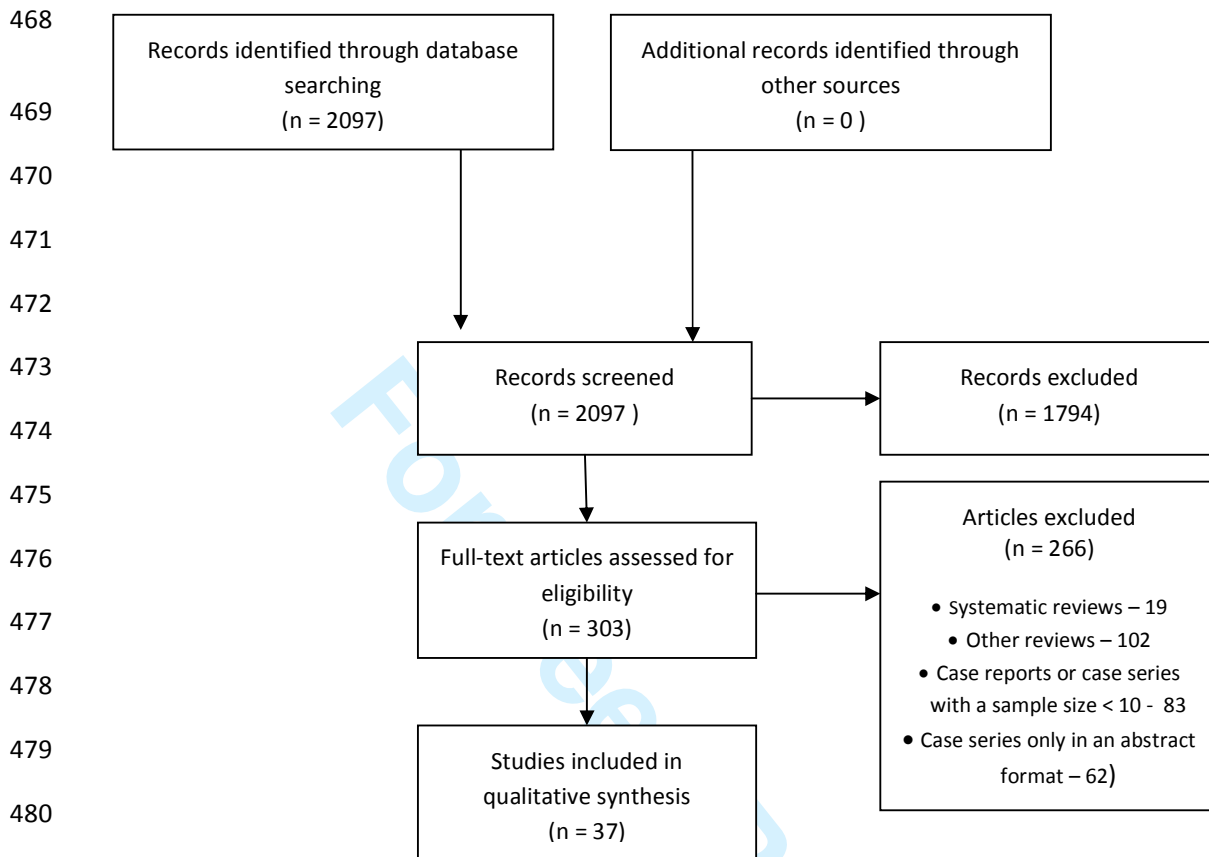 468
Records identified through database
searching
(n = 2097)
Additional records identified through
other sources
(n = 0 )
469
470
471
472
473
Records screened
(n = 2097 )
Records excluded
(n = 1794)
474
475
476
Full-text articles assessed for
eligibility
(n = 303)
Articles excluded
(n = 266)
• Systematic reviews – 19
• Other reviews – 102
• Case reports or case series
with a sample size < 10 - 83
• Case series only in an abstract
format – 62)
477
478
479
Studies included in
qualitative synthesis
(n = 37)
480
For